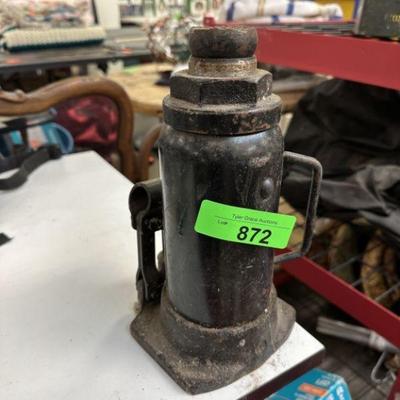 Tyler Grace Auctions
Lot# 872